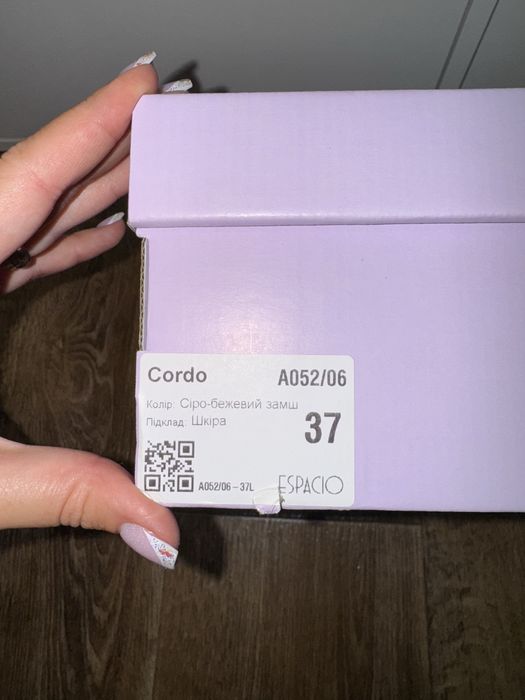 Cordo A052/06
Колір: Сіро-бежевий замш
Підклад: Шкіра
37
A052/06-37L ESPACIO